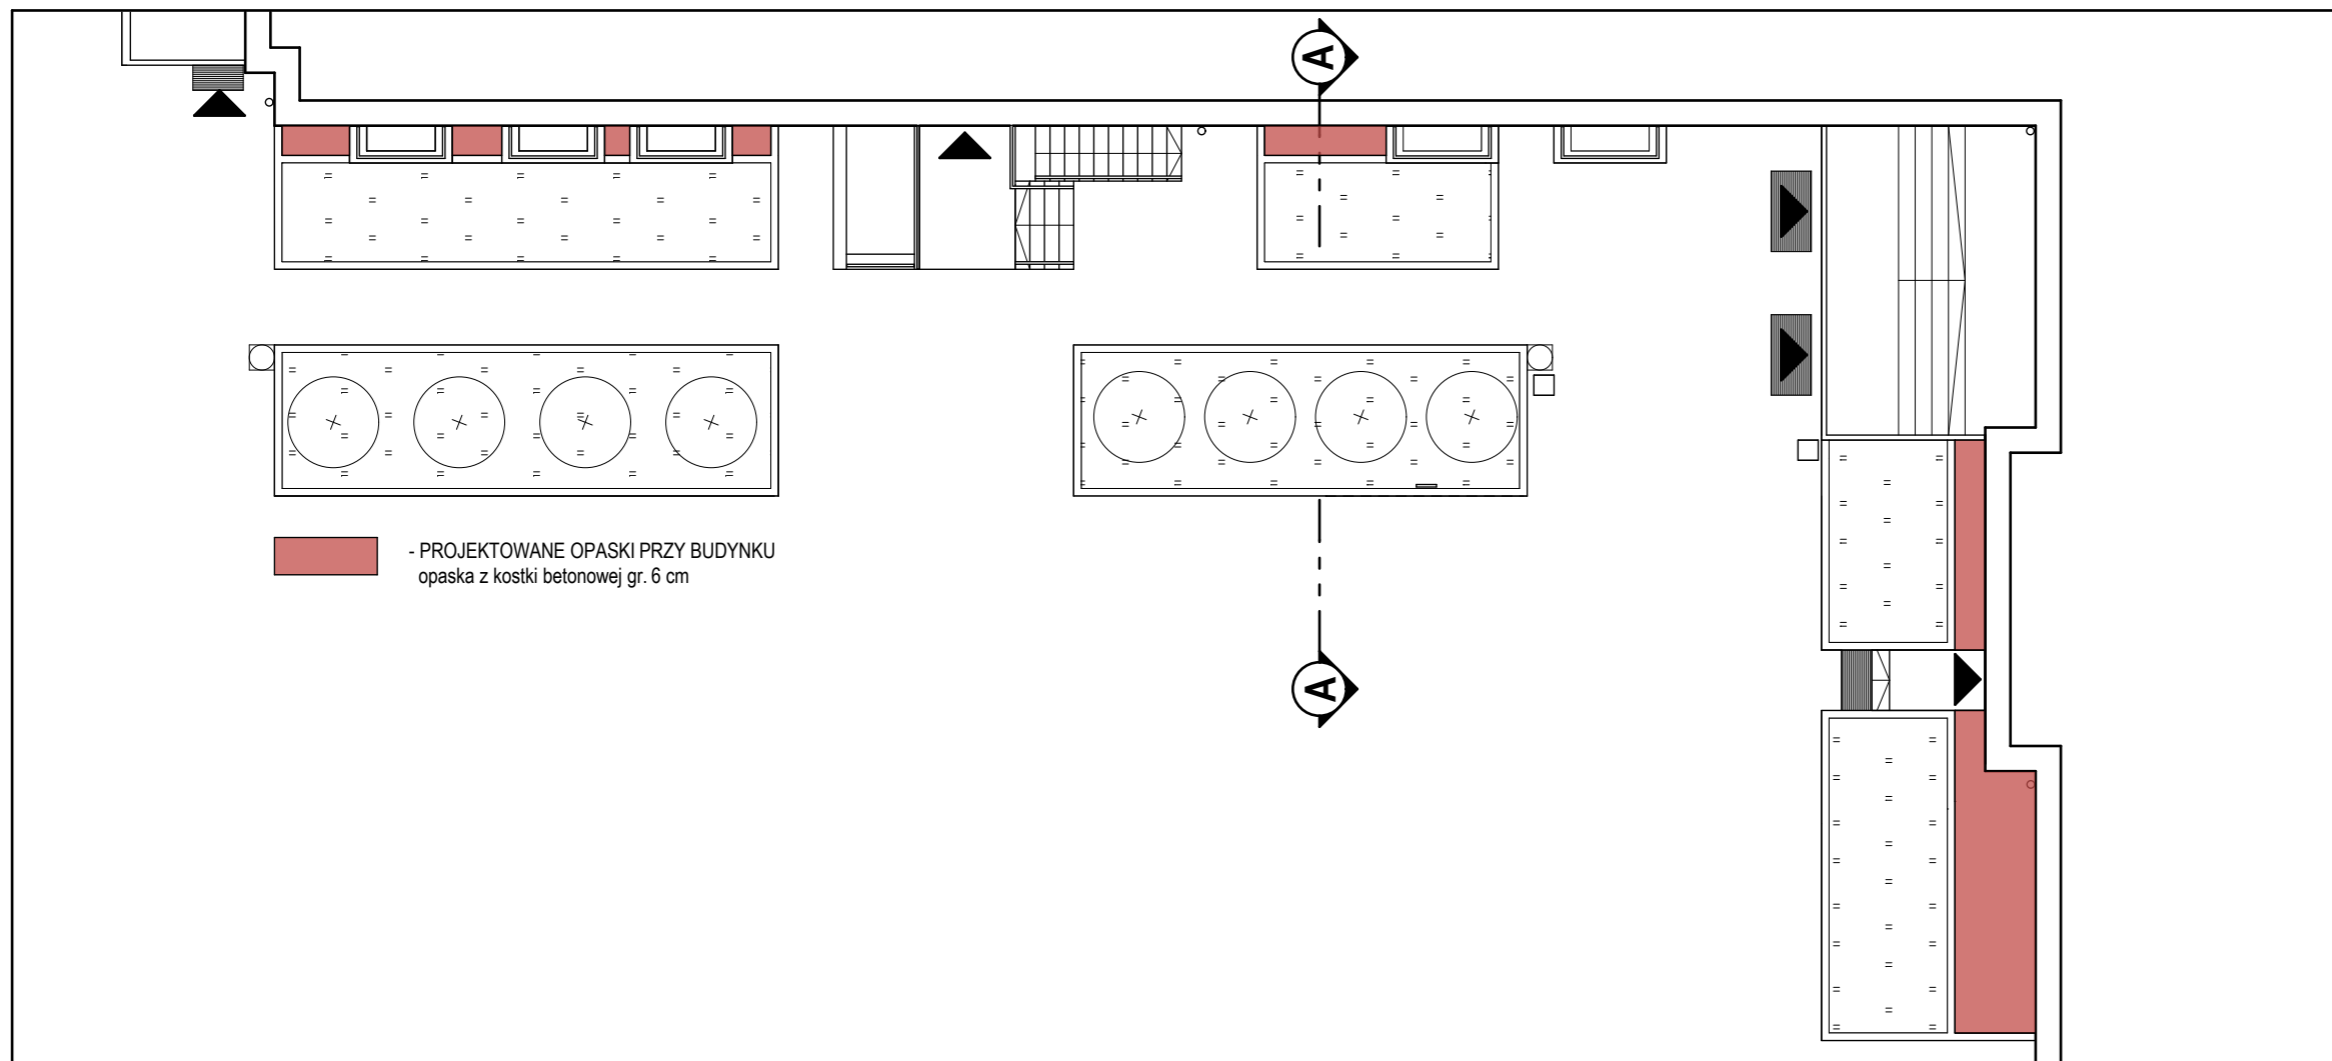 A
- PROJEKTOWANE OPASKI PRZY BUDYNKU
opaska z kostki betonowej gr. 6 cm
A